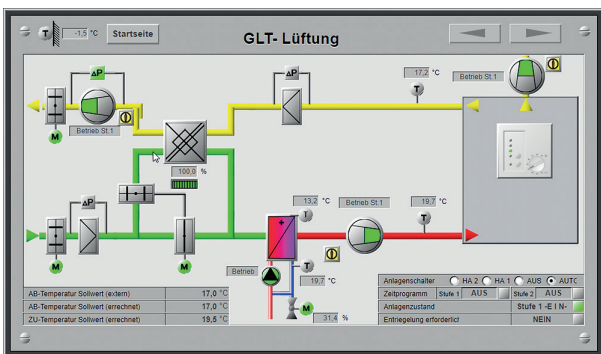 T -1,5 °C Startseite GLT- Lüftung
ΔP ΔP 17,2 °C Betrieb St.1
T
Betrieb St.1
M
100,0 %
ΔP 13,2 °C Betrieb St.1 19,7 °C
T T
M M
Betrieb T
19,7 °C
M
31,4 %
AB-Temperatur Sollwert (extern) 17,0 °C
AB-Temperatur Sollwert (errechnet) 17,0 °C
ZU-Temperatur Sollwert (errechnet) 19,5 °C
Anlagenschalter HA 2 HA 1 AUS AUTO
Zeitprogramm Stufe 1 AUS Stufe 2 AUS
Anlagenzustand Stufe 1 -E I N-
Entriegelung erforderlich NEIN